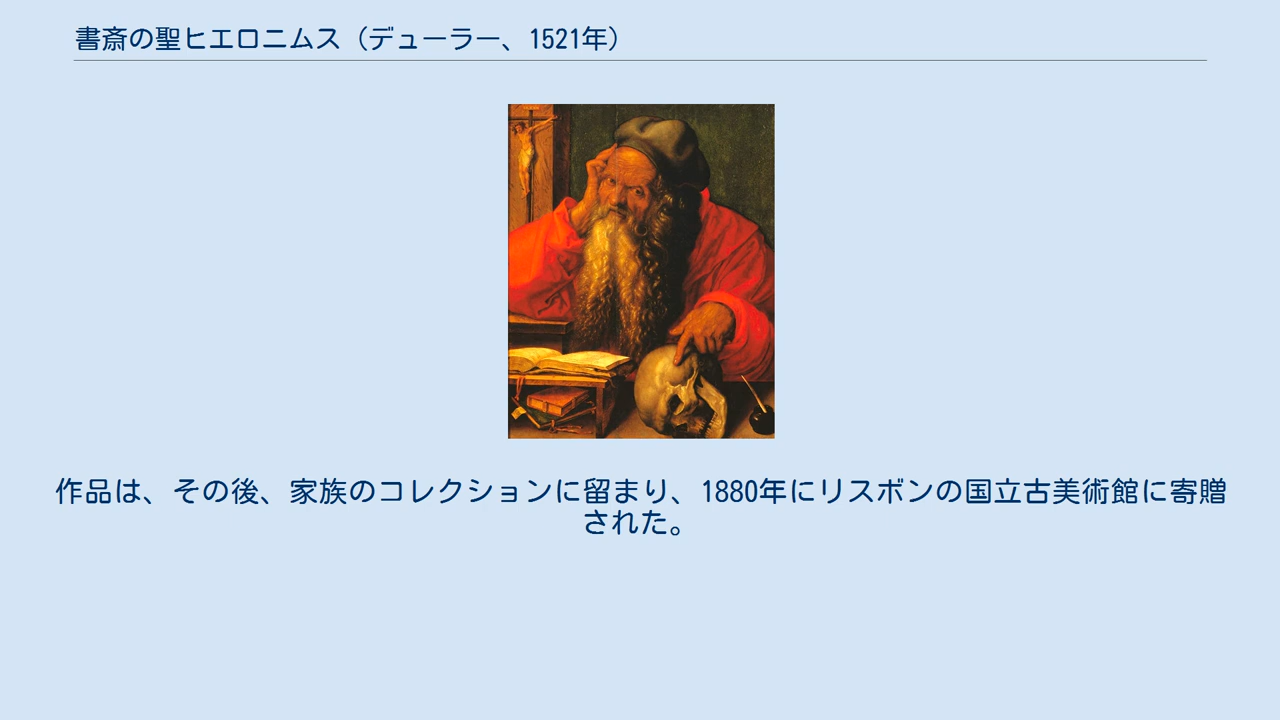 書斎の聖ヒエロニムス（デューラー、1521年）
作品は、その後、家族のコレクションに留まり、1880年にリスボンの国立古美術館に寄贈
された。